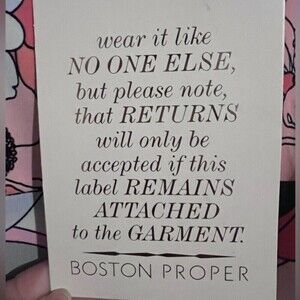 wear it like
NO ONE ELSE,
but please note,
that RETURNS
will only be
accepted if this
label REMAINS
ATTACHED
to the GARMENT.
BOSTON PROPER